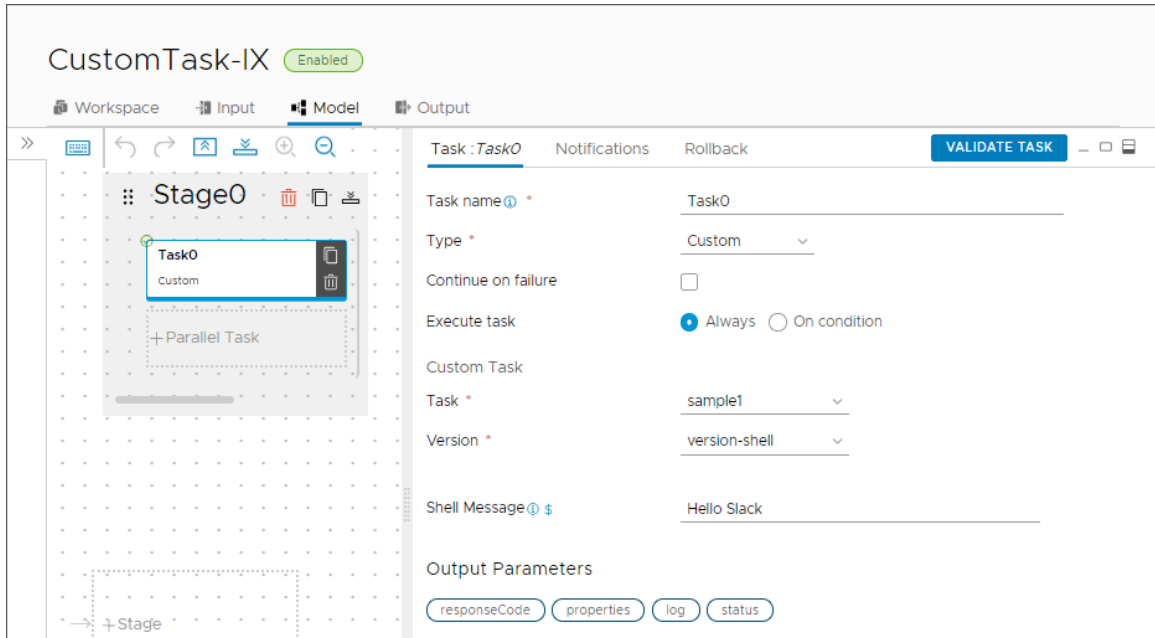 CustomTask-IX Enabled
Workspace Input Model Output
Stage0
Task0
Custom
+Parallel Task
+Stage
Task :Task0 Notifications Rollback VALIDATE TASK
Task name * Task0
Type * Custom
Continue on failure
Execute task Always On condition
Custom Task
Task * sample1
Version * version-shell
Shell Message $ Hello Slack
Output Parameters
responseCode properties log status